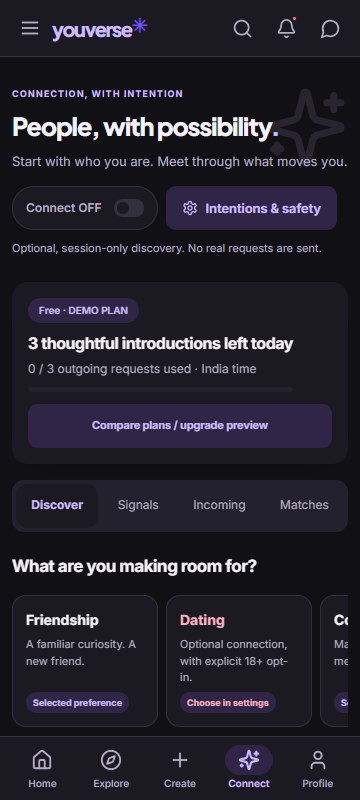 youverse
CONNECTION, WITH INTENTION
People, with possibility.
Start with who you are. Meet through what moves you.
Connect OFF
Intentions & safety
Optional, session-only discovery. No real requests are sent.
Free · DEMO PLAN
3 thoughtful introductions left today
0 / 3 outgoing requests used · India time
Compare plans / upgrade preview
Discover
Signals
Incoming
Matches
What are you making room for?
Friendship
A familiar curiosity. A
new friend.
Selected preference
Dating
Optional connection,
with explicit 18+ opt-
in.
Choose in settings
Home
Explore
Create
Connect
Profile